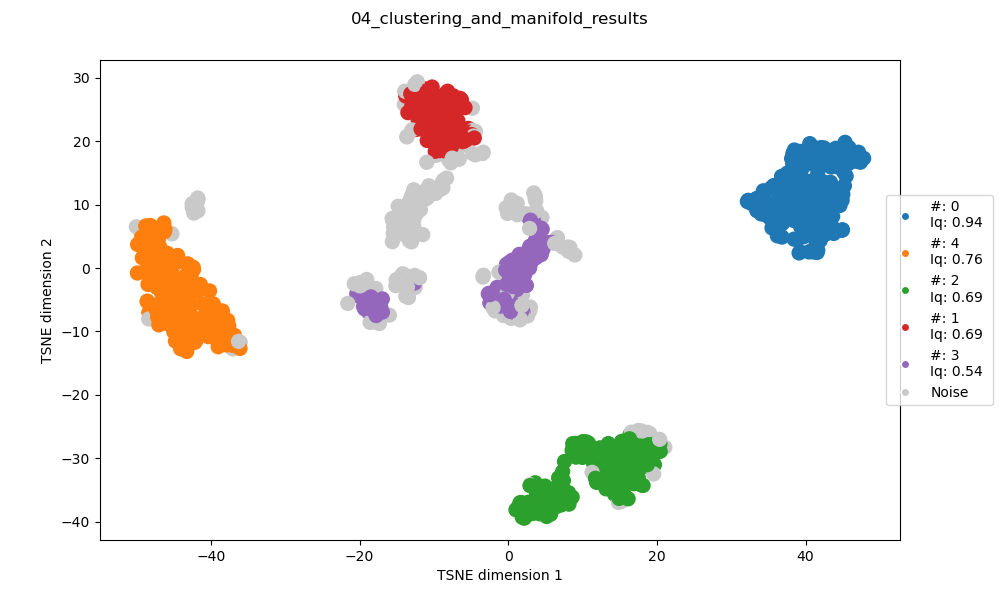 04_clustering_and_manifold_results
30
20
10
0
−10
−20
−30
−40
TSNE dimension 2
−40
−20
0
20
40
TSNE dimension 1
#: 0
Iq: 0.94
#: 4
Iq: 0.76
#: 2
Iq: 0.69
#: 1
Iq: 0.69
#: 3
Iq: 0.54
Noise